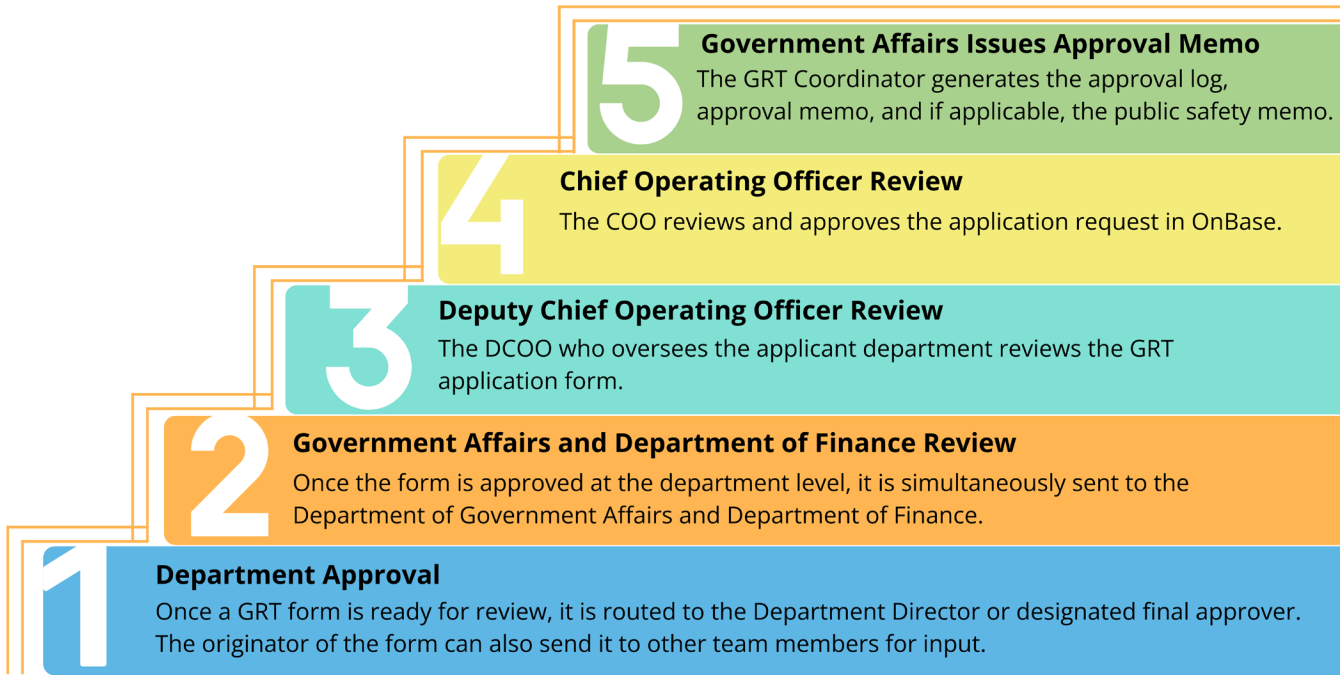 5
Government Affairs Issues Approval Memo
The GRT Coordinator generates the approval log,
approval memo, and if applicable, the public safety memo.
4
Chief Operating Officer Review
The COO reviews and approves the application request in OnBase.
3
Deputy Chief Operating Officer Review
The DCOO who oversees the applicant department reviews the GRT
application form.
2
Government Affairs and Department of Finance Review
Once the form is approved at the department level, it is simultaneously sent to the
Department of Government Affairs and Department of Finance.
1
Department Approval
Once a GRT form is ready for review, it is routed to the Department Director or designated final approver.
The originator of the form can also send it to other team members for input.